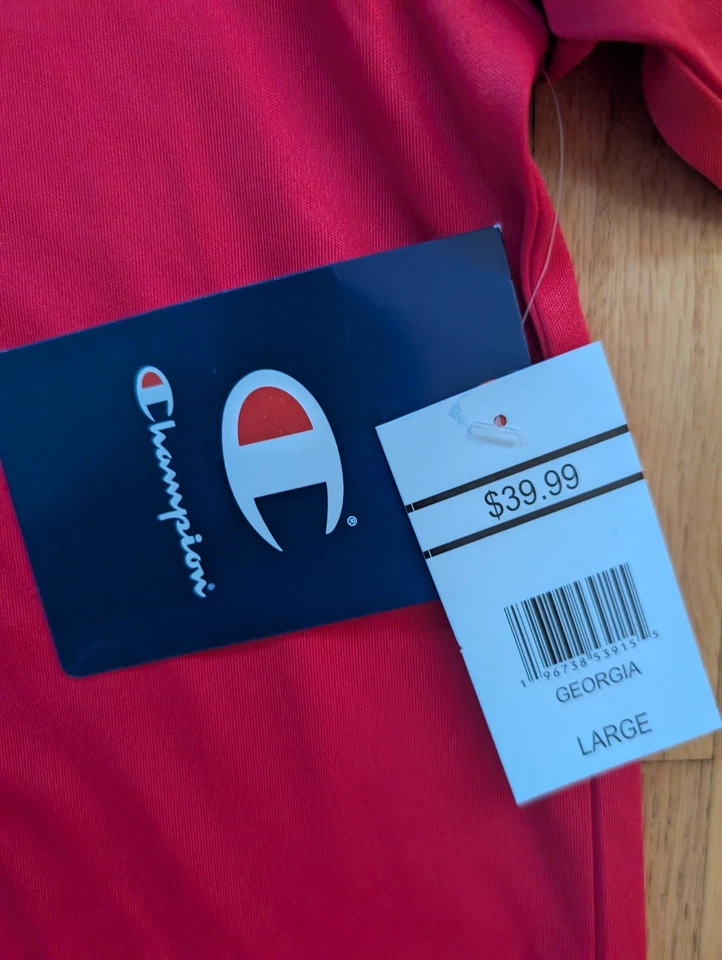 Champion®
®
$39.99
1 96738 53915 5
GEORGIA
LARGE